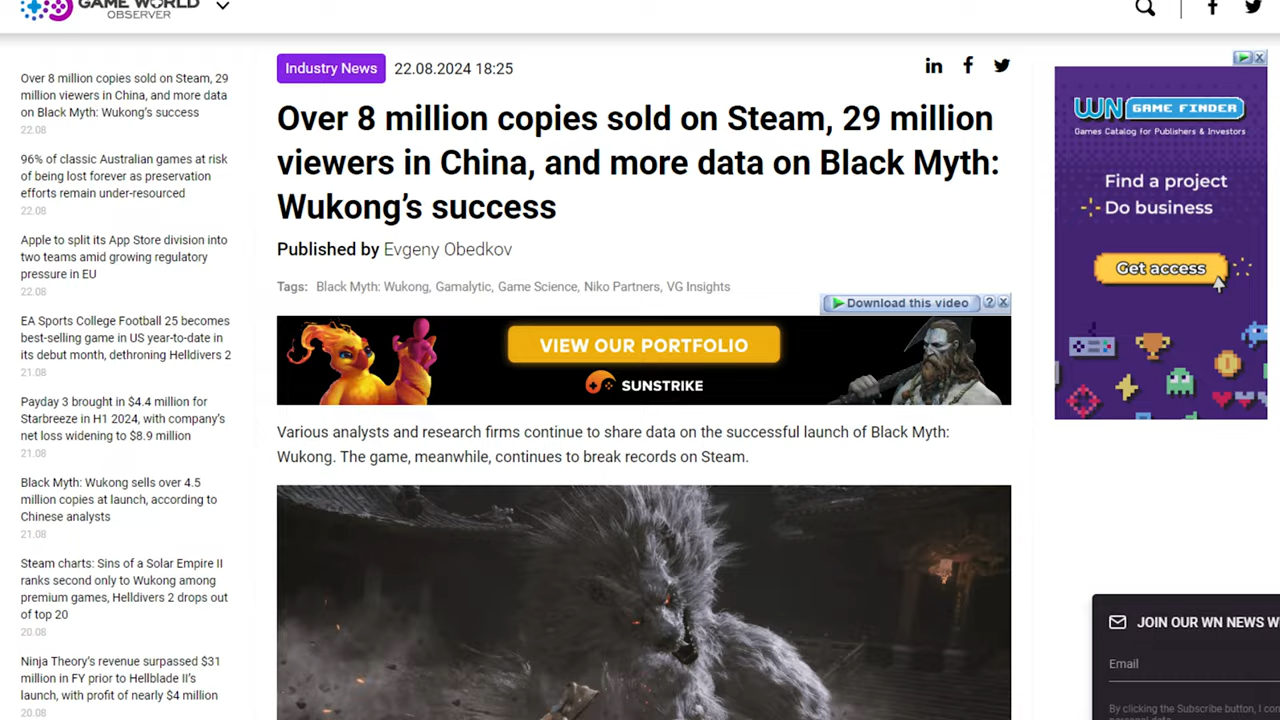 GAME WORLD
OBSERVER
Over 8 million copies sold on Steam, 29
million viewers in China, and more data
on Black Myth: Wukong's success
22.08
96% of classic Australian games at risk
of being lost forever as preservation
efforts remain under-resourced
22.08
Apple to split its App Store division into
two teams amid growing regulatory
pressure in EU
22.08
EA Sports College Football 25 becomes
best-selling game in US year-to-date in
its debut month, dethroning Helldivers 2
21.08
Payday 3 brought in $4.4 million for
Starbreeze in H1 2024, with company's
net loss widening to $8.9 million
21.08
Black Myth: Wukong sells over 4.5
million copies at launch, according to
Chinese analysts
21.08
Steam charts: Sins of a Solar Empire II
ranks second only to Wukong among
premium games, Helldivers 2 drops out
of top 20
20.08
Ninja Theory's revenue surpassed $31
million in FY prior to Hellblade II's
launch, with profit of nearly $4 million
20.08
Industry News 22.08.2024 18:25
Over 8 million copies sold on Steam, 29 million
viewers in China, and more data on Black Myth:
Wukong's success
Published by Evgeny Obedkov
Tags: Black Myth: Wukong, Gamalytic, Game Science, Niko Partners, VG Insights
Download this video
VIEW OUR PORTFOLIO
SUNSTRIKE
Various analysts and research firms continue to share data on the successful launch of Black Myth:
Wukong. The game, meanwhile, continues to break records on Steam.
WN GAME FINDER
Games Catalog for Publishers & Investors
Find a project
Do business
Get access
JOIN OUR WN NEWS W
Email
By clicking the Subscribe button, I con